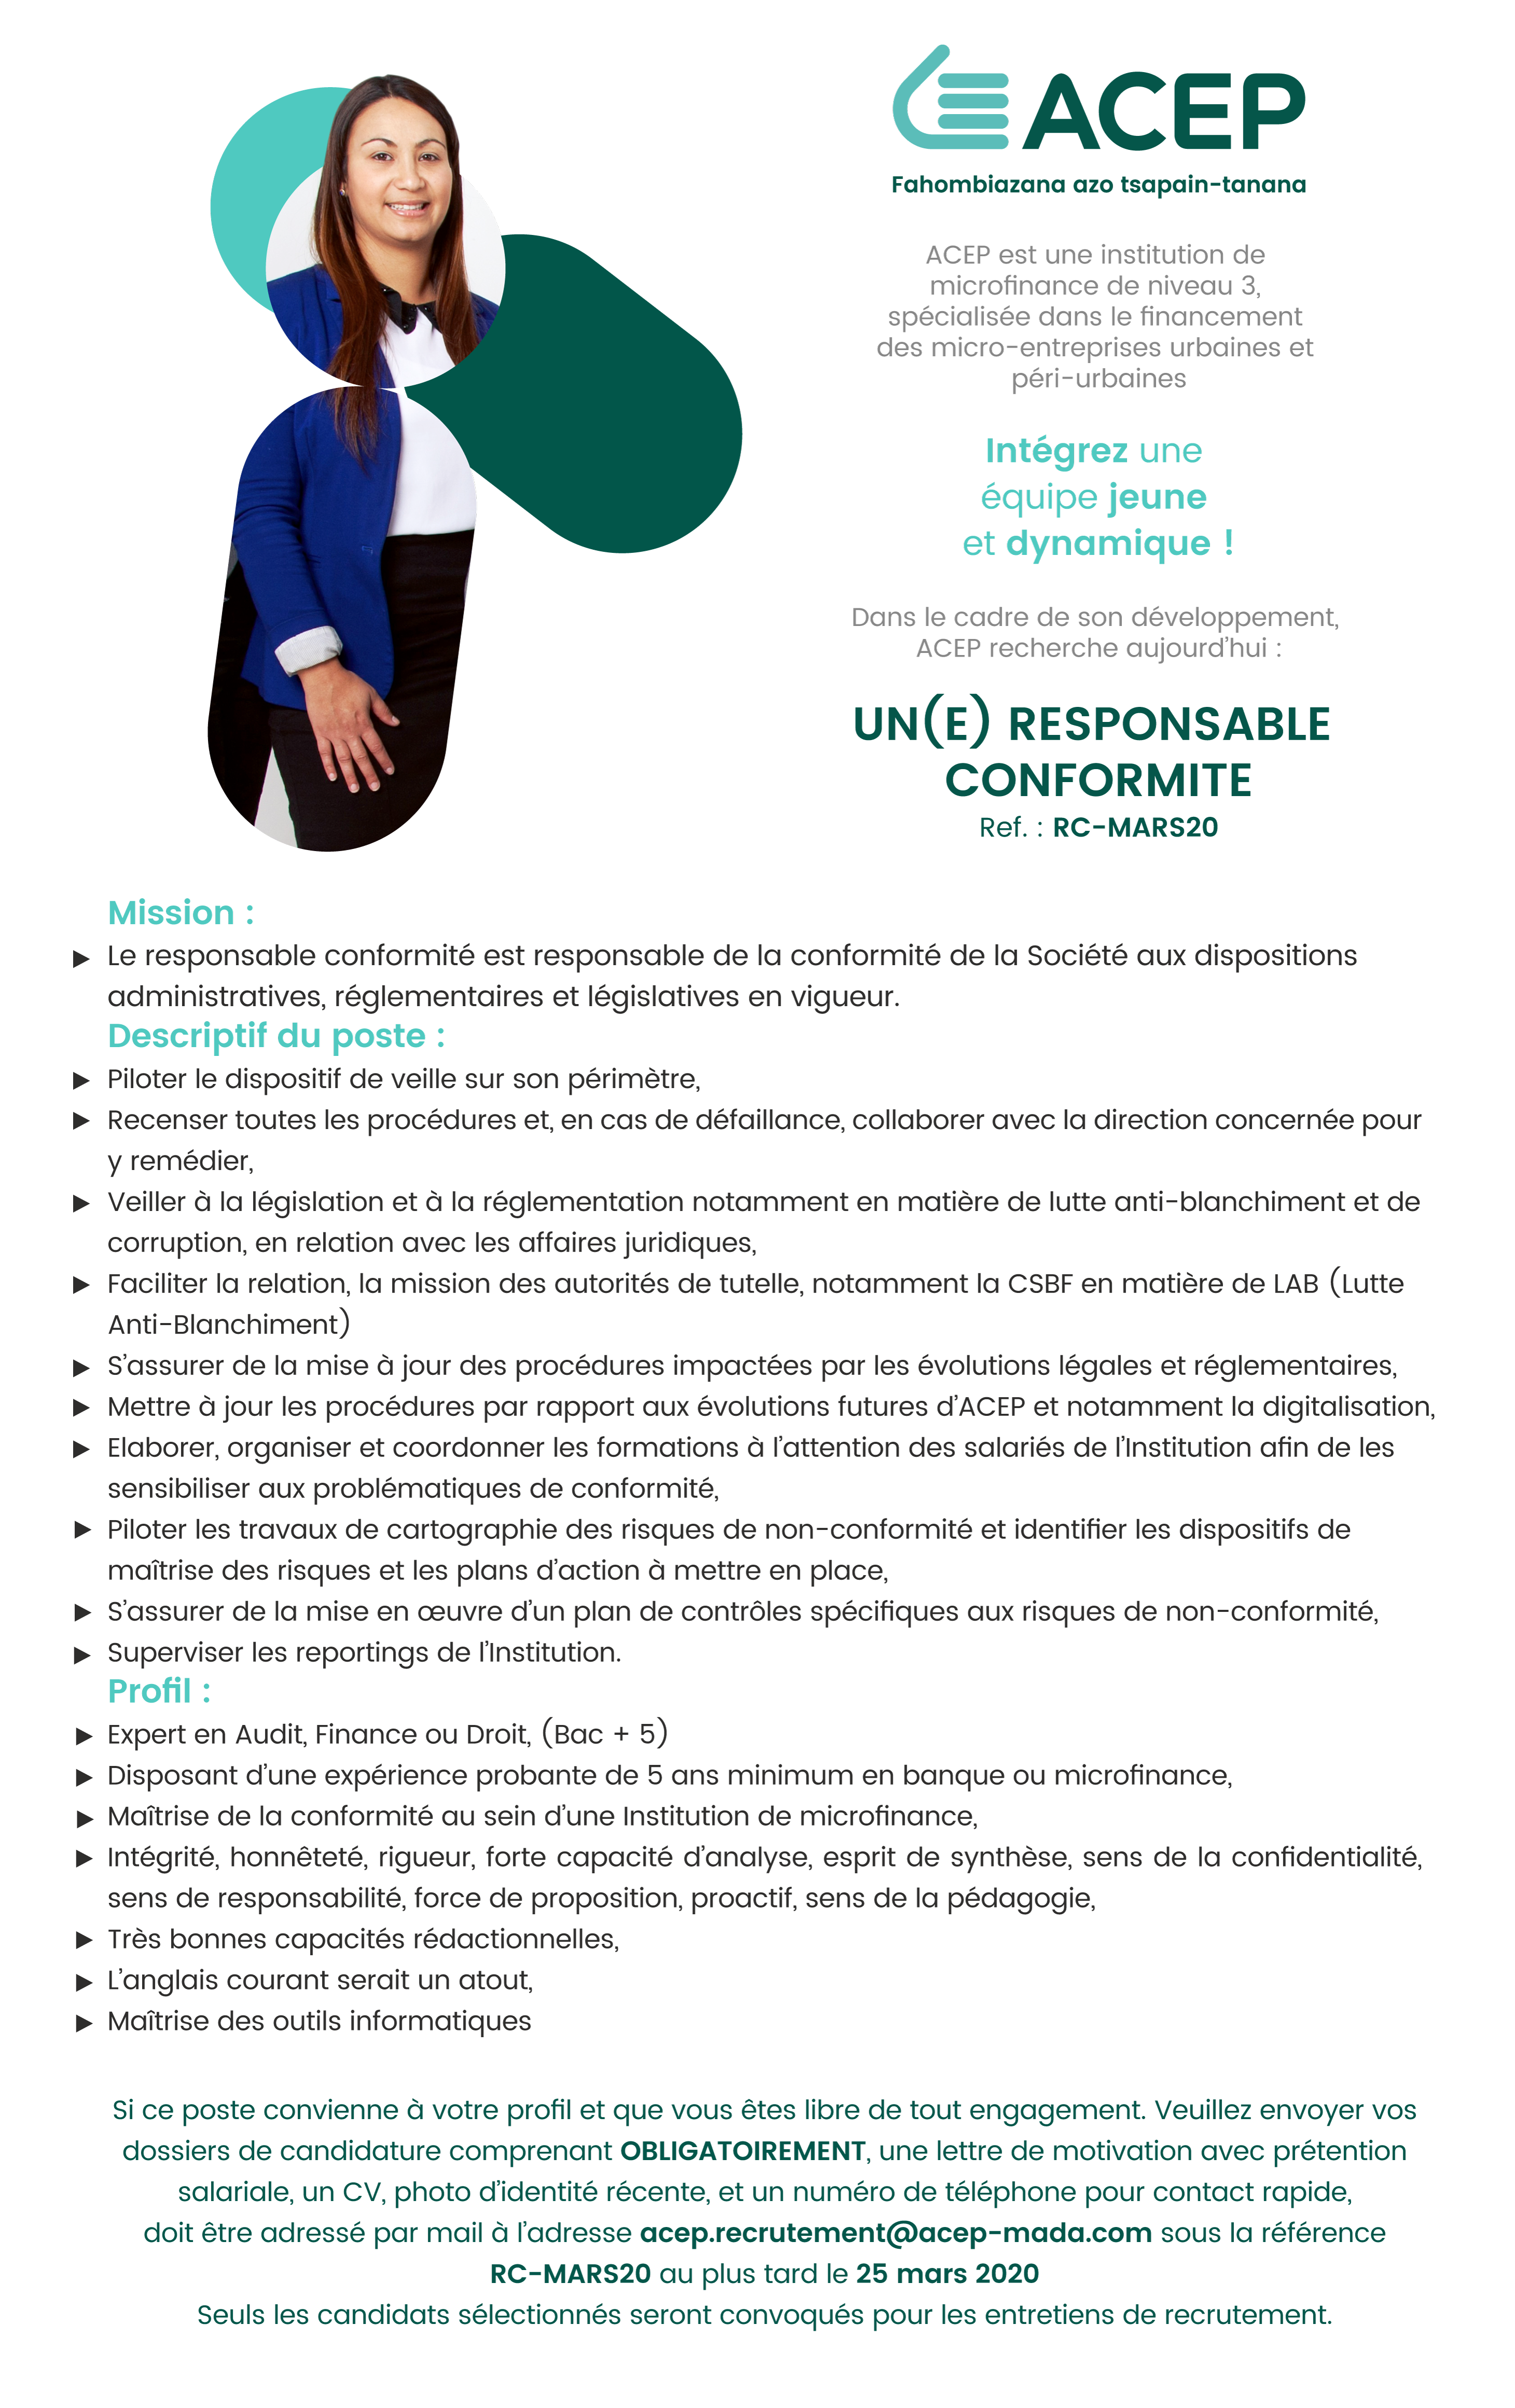 ACEP
Fahombiazana azo tsapain-tanana
ACEP est une institution de
microfinance de niveau 3,
spécialisée dans le financement
des micro-entreprises urbaines et
péri-urbaines
Intégrez une
équipe jeune
et dynamique !
Dans le cadre de son développement,
ACEP recherche aujourd’hui :
UN(E) RESPONSABLE
CONFORMITE
Ref. : RC-MARS20
Mission :
► Le responsable conformité est responsable de la conformité de la Société aux dispositions
administratives, réglementaires et législatives en vigueur.
Descriptif du poste :
► Piloter le dispositif de veille sur son périmètre,
► Recenser toutes les procédures et, en cas de défaillance, collaborer avec la direction concernée pour
y remédier,
► Veiller à la législation et à la réglementation notamment en matière de lutte anti-blanchiment et de
corruption, en relation avec les affaires juridiques,
► Faciliter la relation, la mission des autorités de tutelle, notamment la CSBF en matière de LAB (Lutte
Anti-Blanchiment)
► S’assurer de la mise à jour des procédures impactées par les évolutions légales et réglementaires,
► Mettre à jour les procédures par rapport aux évolutions futures d’ACEP et notamment la digitalisation,
► Elaborer, organiser et coordonner les formations à l’attention des salariés de l’Institution afin de les
sensibiliser aux problématiques de conformité,
► Piloter les travaux de cartographie des risques de non-conformité et identifier les dispositifs de
maîtrise des risques et les plans d’action à mettre en place,
► S’assurer de la mise en œuvre d’un plan de contrôles spécifiques aux risques de non-conformité,
► Superviser les reportings de l’Institution.
Profil :
► Expert en Audit, Finance ou Droit, (Bac + 5)
► Disposant d’une expérience probante de 5 ans minimum en banque ou microfinance,
► Maîtrise de la conformité au sein d’une Institution de microfinance,
► Intégrité, honnêteté, rigueur, forte capacité d’analyse, esprit de synthèse, sens de la confidentialité,
sens de responsabilité, force de proposition, proactif, sens de la pédagogie,
► Très bonnes capacités rédactionnelles,
► L’anglais courant serait un atout,
► Maîtrise des outils informatiques
Si ce poste convienne à votre profil et que vous êtes libre de tout engagement. Veuillez envoyer vos
dossiers de candidature comprenant OBLIGATOIREMENT, une lettre de motivation avec prétention
salariale, un CV, photo d’identité récente, et un numéro de téléphone pour contact rapide,
doit être adressé par mail à l’adresse acep.recrutement@acep-mada.com sous la référence
RC-MARS20 au plus tard le 25 mars 2020
Seuls les candidats sélectionnés seront convoqués pour les entretiens de recrutement.